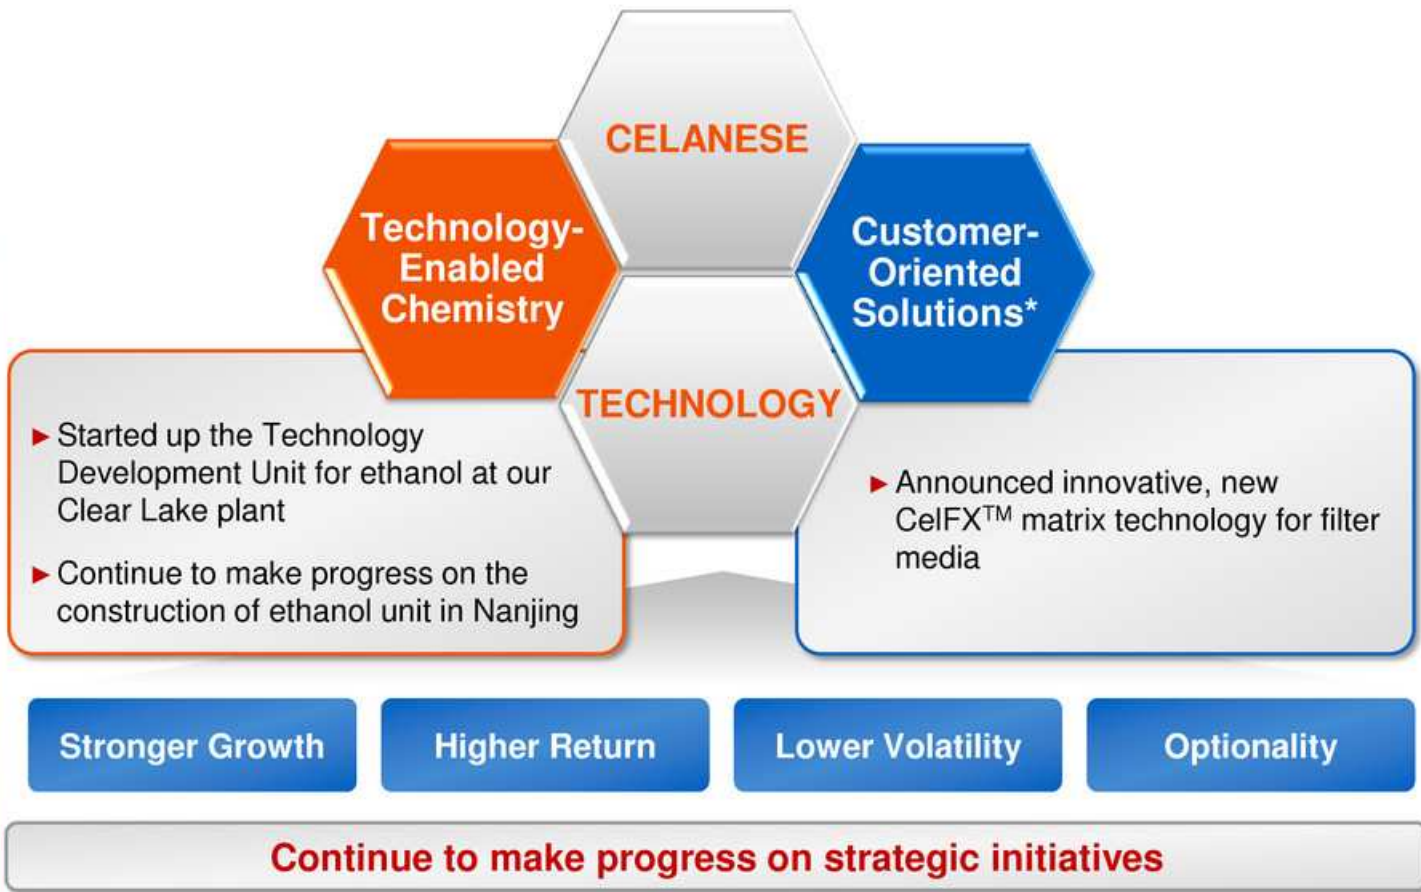 CELANESE
Technology-
Enabled
Chemistry
Customer-
Oriented
Solutions*
TECHNOLOGY
► Started up the Technology
Development Unit for ethanol at our
Clear Lake plant
► Continue to make progress on the
construction of ethanol unit in Nanjing
► Announced innovative, new
CelFX™ matrix technology for filter
media
Stronger Growth
Higher Return
Lower Volatility
Optionality
Continue to make progress on strategic initiatives